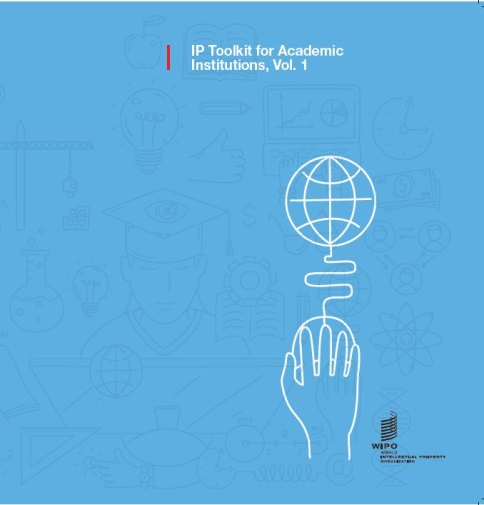 IP Toolkit for Academic
Institutions, Vol. 1
$
@
WIPO
WORLD
INTELLECTUAL PROPERTY
ORGANIZATION